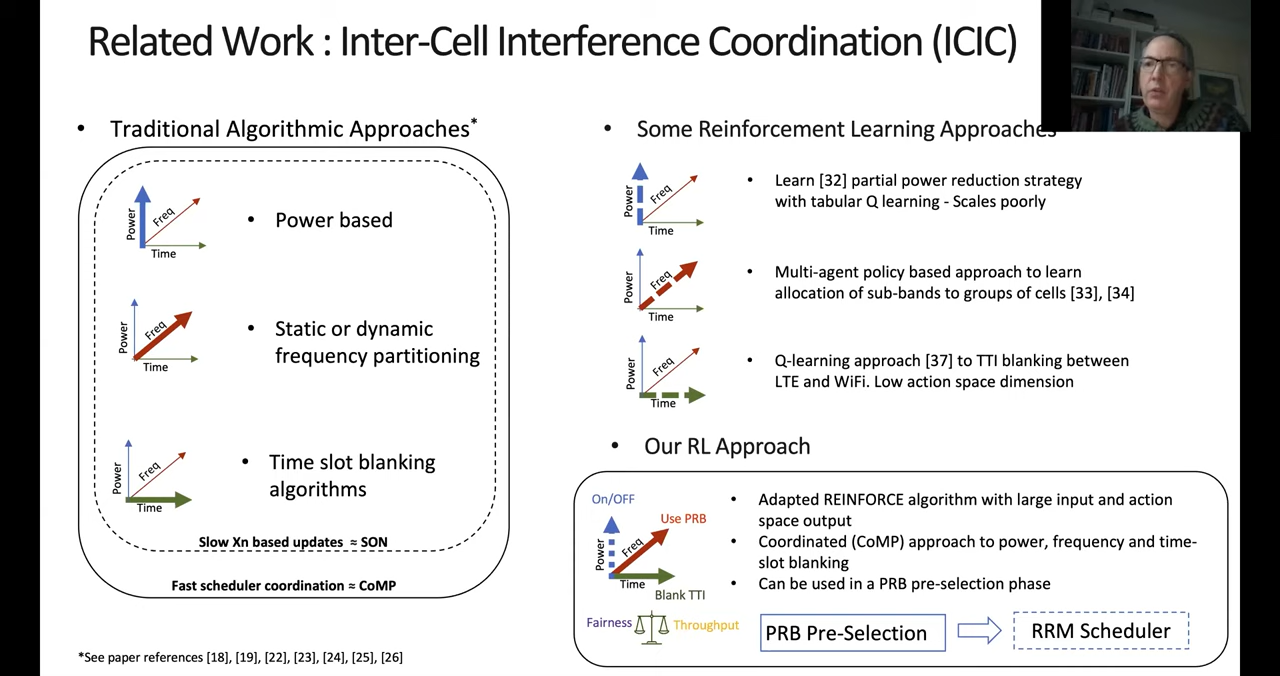 Related Work : Inter-Cell Interference Coordination (ICIC)
• Traditional Algorithmic Approaches*
Power
Freq
Time
• Power based
Power
Freq
Time
• Static or dynamic
frequency partitioning
Power
Freq
Time
• Time slot blanking
algorithms
Slow Xn based updates ≈ SON
Fast scheduler coordination ≈ CoMP
*See paper references [18], [19], [22], [23], [24], [25], [26]
• Some Reinforcement Learning Approaches
Power
Freq
Time
• Learn [32] partial power reduction strategy
with tabular Q learning - Scales poorly
Power
Freq
Time
• Multi-agent policy based approach to learn
allocation of sub-bands to groups of cells [33], [34]
Power
Freq
Time
• Q-learning approach [37] to TTI blanking between
LTE and WiFi. Low action space dimension
• Our RL Approach
On/OFF
Use PRB
Power
Freq
Time
Blank TTI
Fairness
Throughput
• Adapted REINFORCE algorithm with large input and action
space output
• Coordinated (CoMP) approach to power, frequency and time-
slot blanking
• Can be used in a PRB pre-selection phase
PRB Pre-Selection
RRM Scheduler